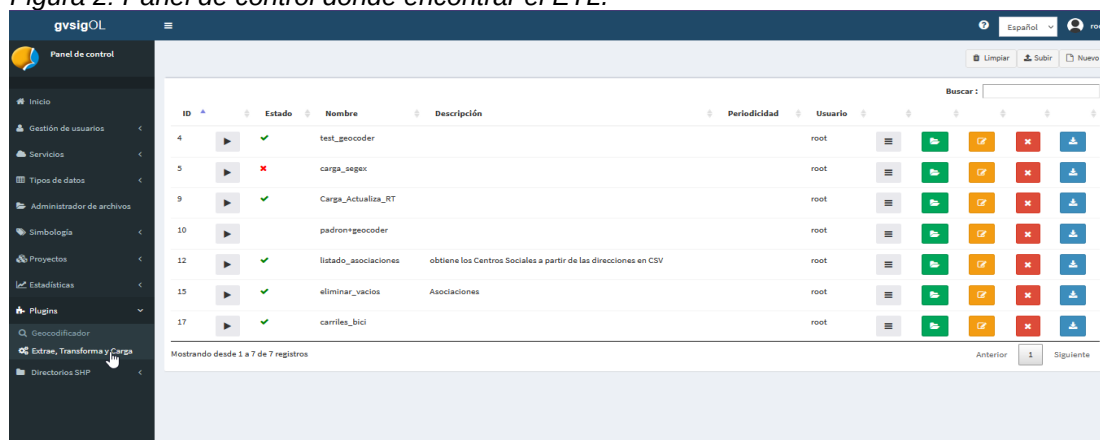 Figura 2. Panel de control donde encontrar el ETL.
gvsigOL
Español
Panel de control
Limpiar Subir Nuevo
Buscar :
Inicio
Gestión de usuarios
Servicios
Tipos de datos
Administrador de archivos
Simbología
Proyectos
Estadísticas
Plugins
Geocodificador
Extrae, Transforma y Carga
Directorios SHP
ID Estado Nombre Descripción Periodicidad Usuario
4 test_geocoder root
5 carga_segex root
9 Carga_Actualiza_RT root
10 padron+geocoder root
12 listado_asociaciones obtiene los Centros Sociales a partir de las direcciones en CSV root
15 eliminar_vacios Asociaciones root
17 carriles_bici root
Mostrando desde 1 a 7 de 7 registros
Anterior 1 Siguiente